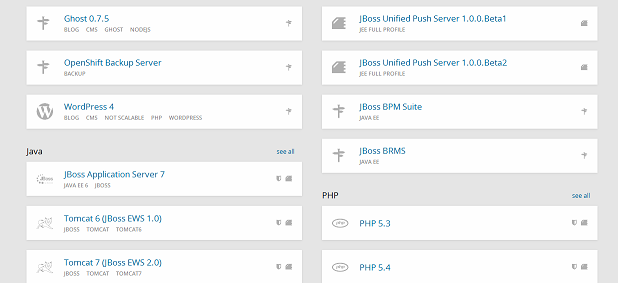 Ghost 0.7.5
BLOG CMS GHOST NODEJS
OpenShift Backup Server
BACKUP
WordPress 4
BLOG CMS NOT SCALABLE PHP WORDPRESS
Java see all
JBoss Application Server 7
JAVA EE 6 JBOSS
Tomcat 6 (JBoss EWS 1.0)
JBOSS TOMCAT TOMCAT6
Tomcat 7 (JBoss EWS 2.0)
JBOSS TOMCAT TOMCAT7
JBoss Unified Push Server 1.0.0.Beta1
JEE FULL PROFILE
JBoss Unified Push Server 1.0.0.Beta2
JEE FULL PROFILE
JBoss BPM Suite
JAVA EE
JBoss BRMS
JAVA EE
PHP see all
php PHP 5.3
php PHP 5.4